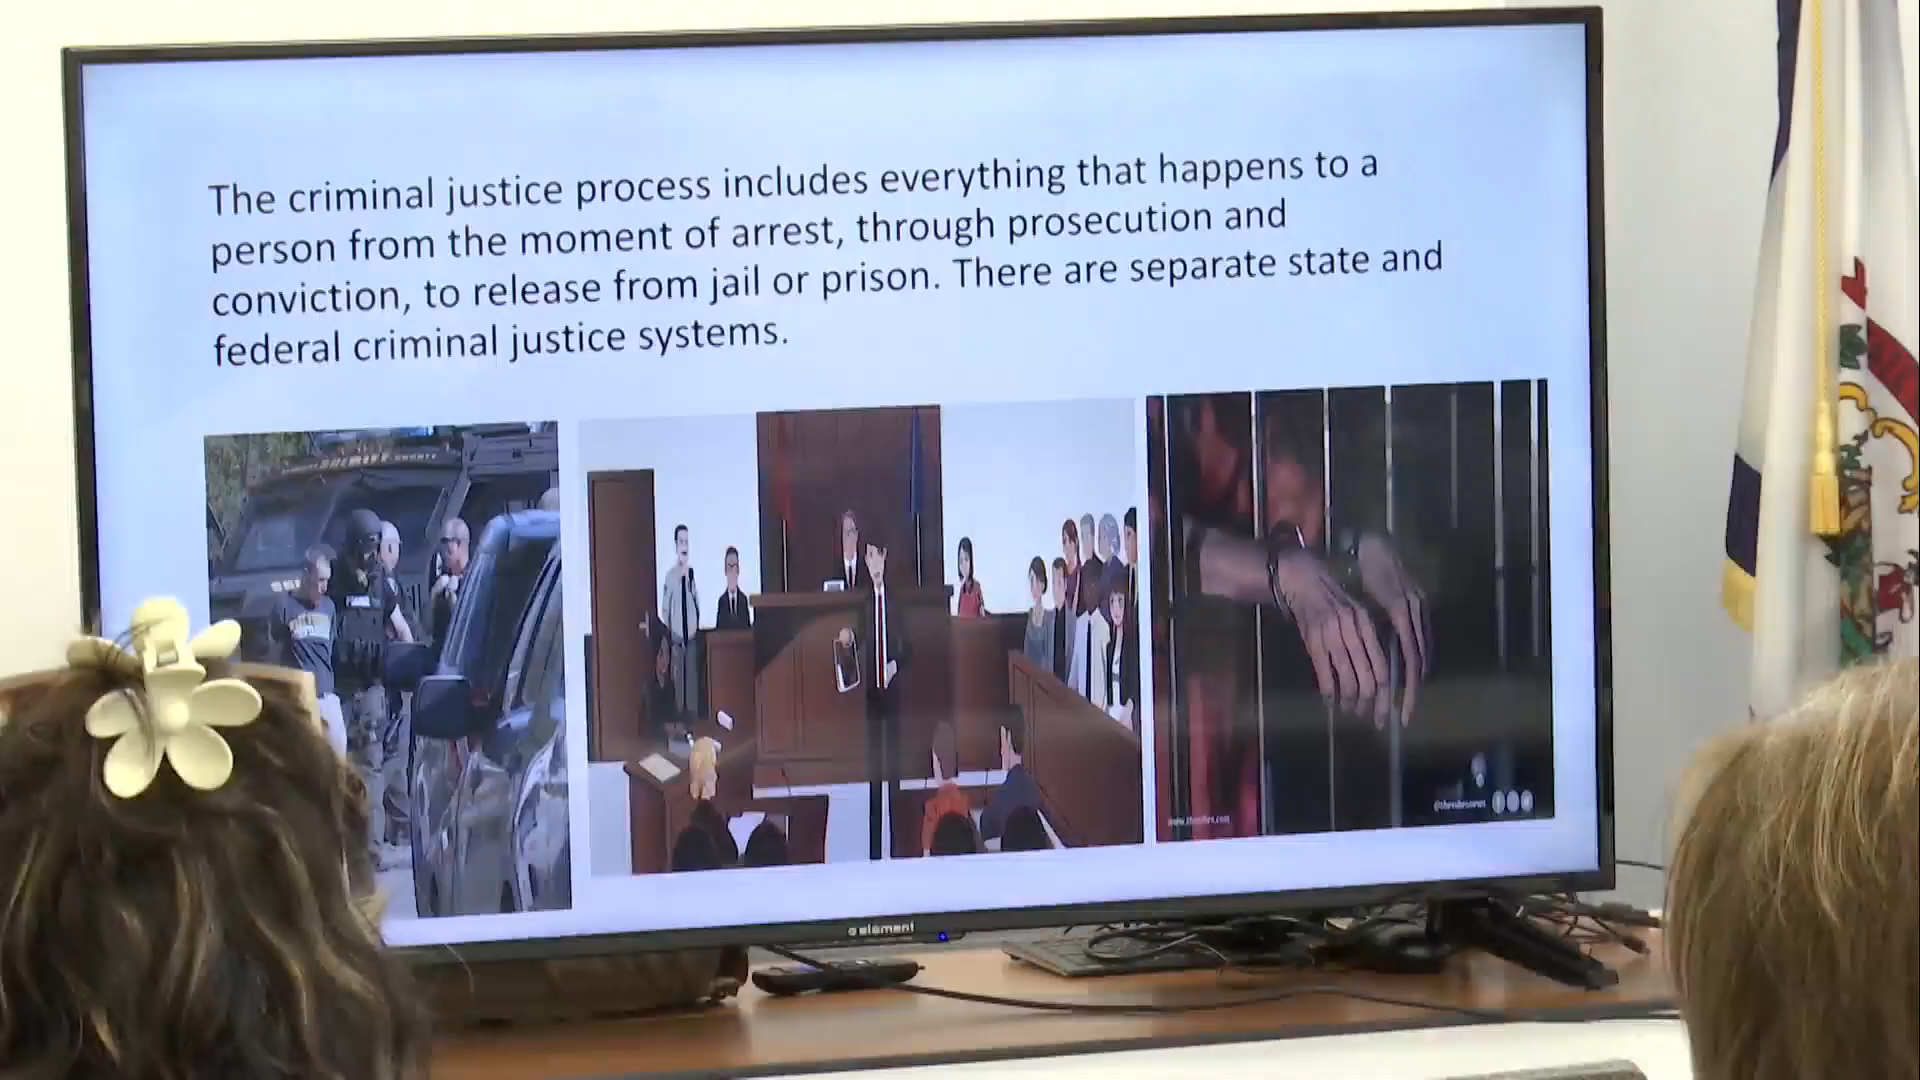 The criminal justice process includes everything that happens to a
person from the moment of arrest, through prosecution and
conviction, to release from jail or prison. There are separate state and
federal criminal justice systems.
SHERIFF
element